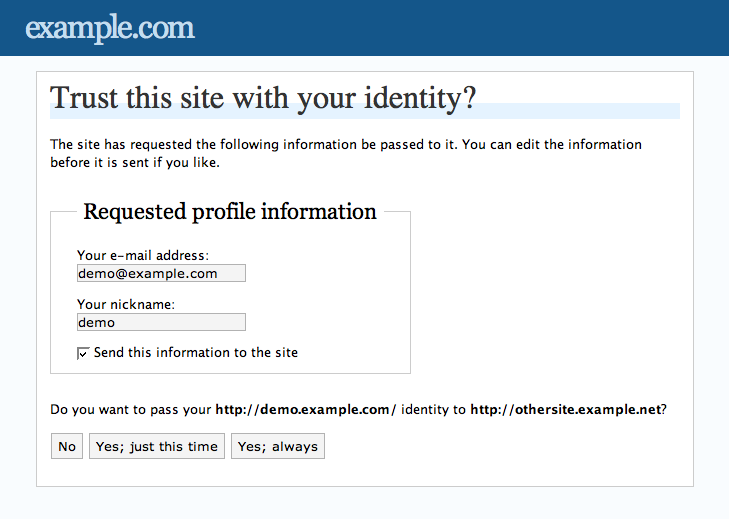 example.com
Trust this site with your identity?
The site has requested the following information be passed to it. You can edit the information
before it is sent if you like.
Requested profile information
Your e-mail address:
demo@example.com
Your nickname:
demo
Send this information to the site
Do you want to pass your http://demo.example.com/ identity to http://othersite.example.net?
No Yes; just this time Yes; always